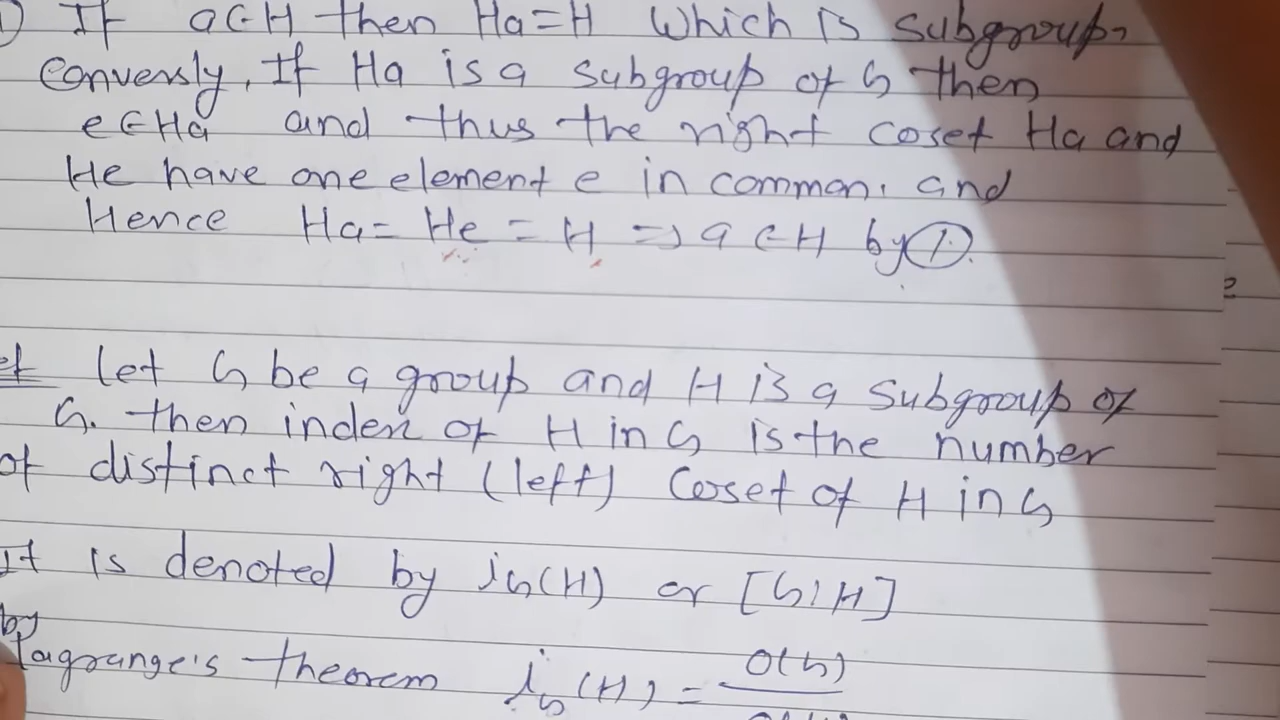 If a∈H then Ha=H which is subgroup.
Conversly, If Ha is a subgroup of G then
e∈Ha and thus the right coset Ha and
He have one element e in common. and
Hence Ha = He = H => a∈H by ①.
Let G be a group and H is a subgroup of
G. then index of H in G is the number
of distinct right (left) Coset of H in G
It is denoted by i_G(H) or [G:H]
by
Lagrange's theorem i_G(H) = O(G)